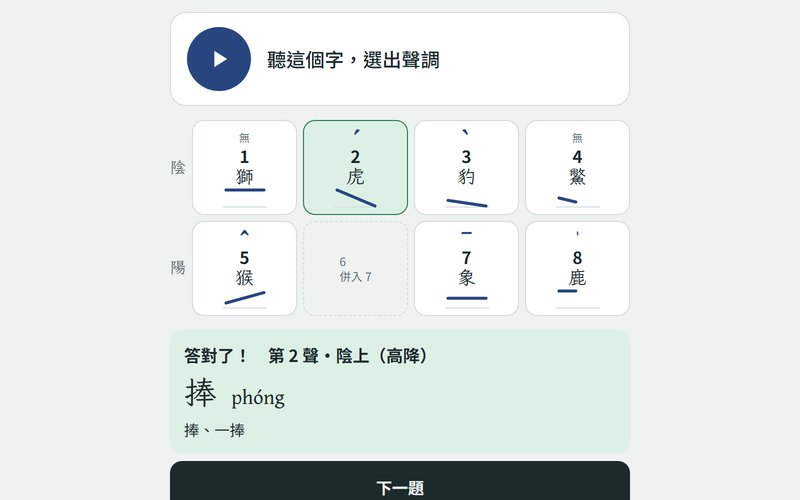 聽這個字，選出聲調
陰
無
1
獅
ˊ
2
虎
ˋ
3
豹
無
4
鱉
陽
ˆ
5
猴
6
併入 7
ˉ
7
象
ˈ
8
鹿
答對了！ 第 2 聲・陰上（高降）
捧 phóng
捧、一捧
下一題